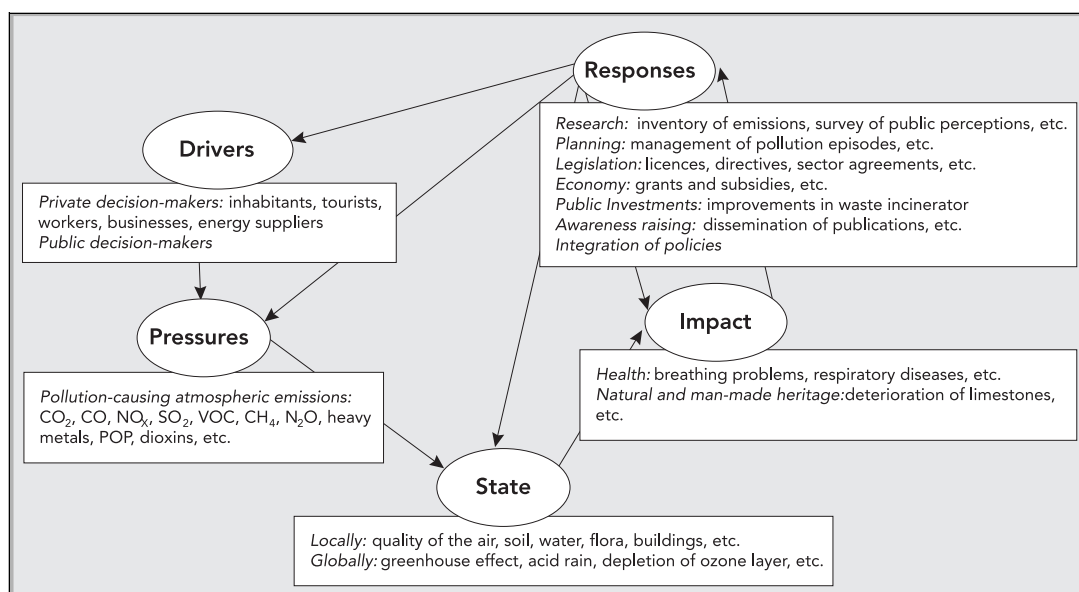 Responses
Research: inventory of emissions, survey of public perceptions, etc.
Planning: management of pollution episodes, etc.
Legislation: licences, directives, sector agreements, etc.
Economy: grants and subsidies, etc.
Public Investments: improvements in waste incinerator
Awareness raising: dissemination of publications, etc.
Integration of policies
Drivers
Private decision-makers: inhabitants, tourists,
workers, businesses, energy suppliers
Public decision-makers
Pressures
Pollution-causing atmospheric emissions:
CO₂, CO, NOₓ, SO₂, VOC, CH₄, N₂O, heavy
metals, POP, dioxins, etc.
Impact
Health: breathing problems, respiratory diseases, etc.
Natural and man-made heritage:deterioration of limestones,
etc.
State
Locally: quality of the air, soil, water, flora, buildings, etc.
Globally: greenhouse effect, acid rain, depletion of ozone layer, etc.